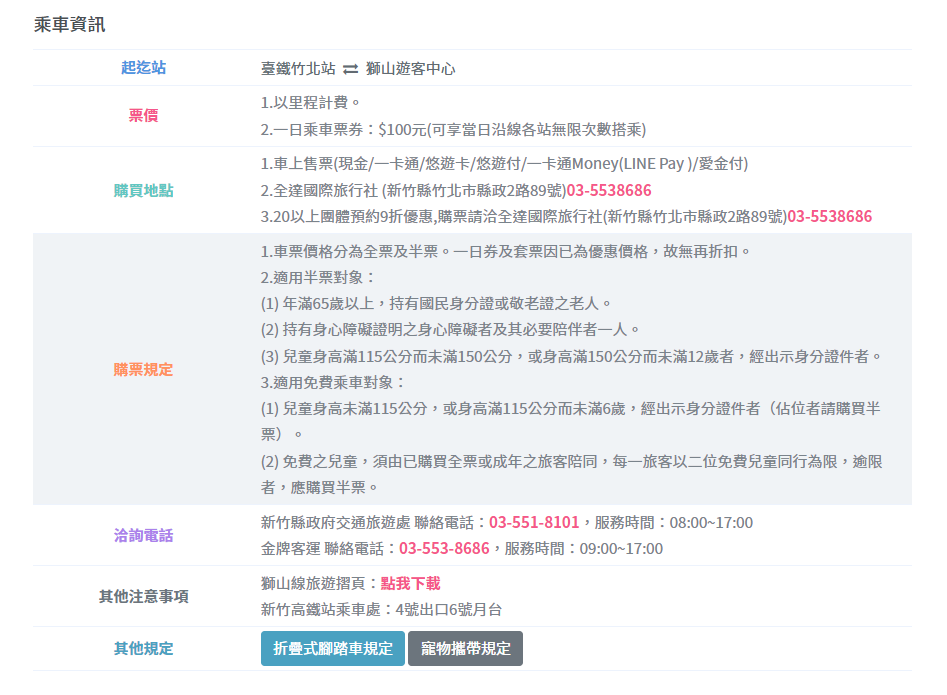 乘車資訊
起迄站
臺鐵竹北站 ⇄ 獅山遊客中心
票價
1.以里程計費。
2.一日乘車票券：$100元(可享當日沿線各站無限次數搭乘)
購買地點
1.車上售票(現金/一卡通/悠遊卡/悠遊付/一卡通Money(LINE Pay )/愛金付)
2.全達國際旅行社 (新竹縣竹北市縣政2路89號)03-5538686
3.20以上團體預約9折優惠,購票請洽全達國際旅行社(新竹縣竹北市縣政2路89號)03-5538686
購票規定
1.車票價格分為全票及半票。一日券及套票因已為優惠價格，故無再折扣。
2.適用半票對象：
(1) 年滿65歲以上，持有國民身分證或敬老證之老人。
(2) 持有身心障礙證明之身心障礙者及其必要陪伴者一人。
(3) 兒童身高滿115公分而未滿150公分，或身高滿150公分而未滿12歲者，經出示身分證件者。
3.適用免費乘車對象：
(1) 兒童身高未滿115公分，或身高滿115公分而未滿6歲，經出示身分證件者（佔位者請購買半
票）。
(2) 免費之兒童，須由已購買全票或成年之旅客陪同，每一旅客以二位免費兒童同行為限，逾限
者，應購買半票。
洽詢電話
新竹縣政府交通旅遊處 聯絡電話：03-551-8101，服務時間：08:00~17:00
金牌客運 聯絡電話：03-553-8686，服務時間：09:00~17:00
其他注意事項
獅山線旅遊摺頁：點我下載
新竹高鐵站乘車處：4號出口6號月台
其他規定
折疊式腳踏車規定 寵物攜帶規定